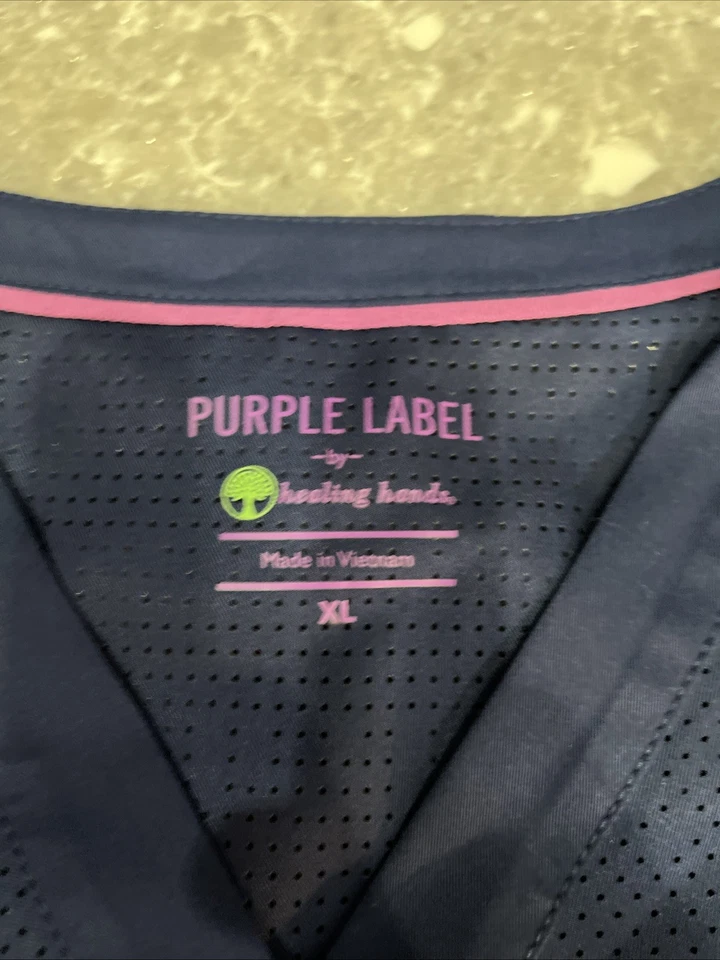 PURPLE LABEL
-by-
healing hands.
Made in Vietnam
XL